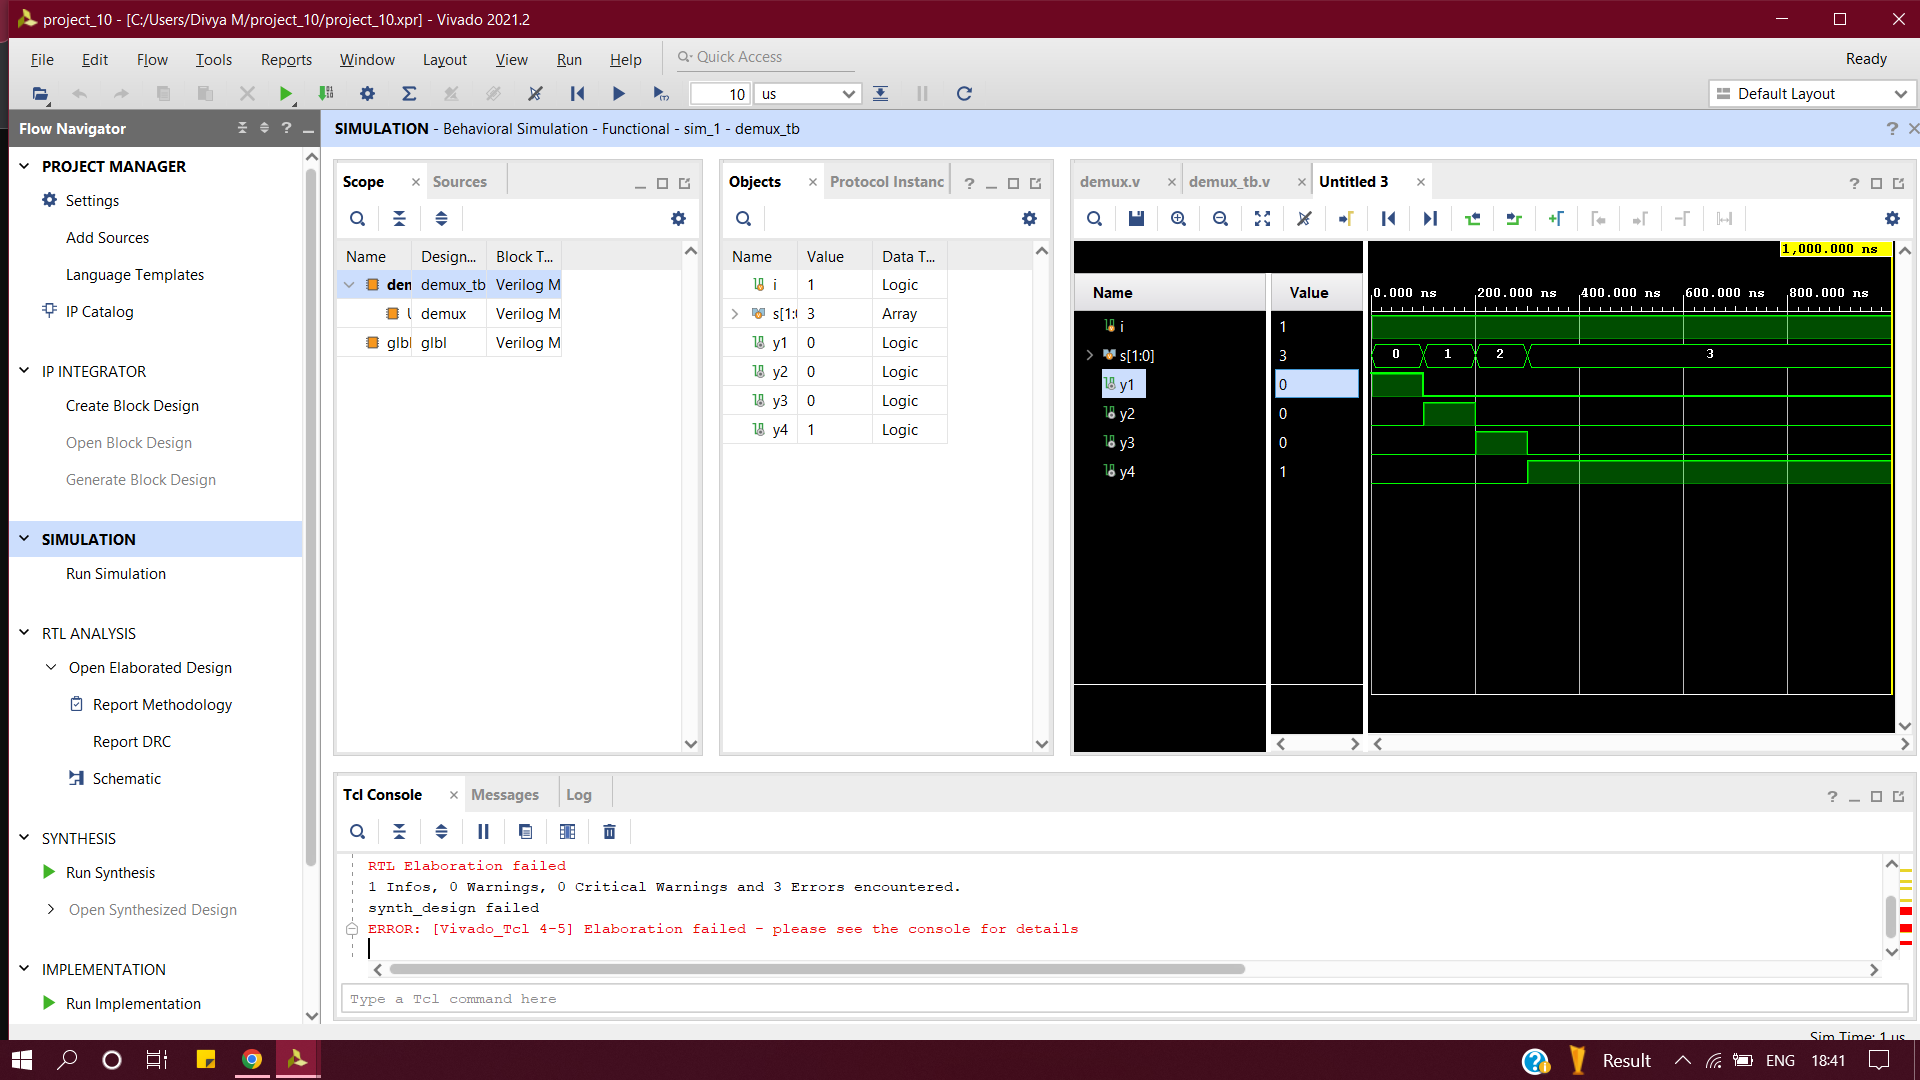 project_10 - [C:/Users/Divya M/project_10/project_10.xpr] - Vivado 2021.2
File Edit Flow Tools Reports Window Layout View Run Help Quick Access Ready
10 us Default Layout
Flow Navigator
PROJECT MANAGER
Settings
Add Sources
Language Templates
IP Catalog
IP INTEGRATOR
Create Block Design
Open Block Design
Generate Block Design
SIMULATION
Run Simulation
RTL ANALYSIS
Open Elaborated Design
Report Methodology
Report DRC
Schematic
SYNTHESIS
Run Synthesis
Open Synthesized Design
IMPLEMENTATION
Run Implementation
SIMULATION - Behavioral Simulation - Functional - sim_1 - demux_tb
Scope Sources
Name Design... Block T...
den demux_tb Verilog M
demux Verilog M
glbl glbl Verilog M
Objects Protocol Instanc
Name Value Data T...
i 1 Logic
s[1:0 3 Array
y1 0 Logic
y2 0 Logic
y3 0 Logic
y4 1 Logic
demux.v demux_tb.v Untitled 3
1,000.000 ns
Name Value 0.000 ns 200.000 ns 400.000 ns 600.000 ns 800.000 ns
i 1
s[1:0] 3 0 1 2 3
y1 0
y2 0
y3 0
y4 1
Tcl Console Messages Log
RTL Elaboration failed
1 Infos, 0 Warnings, 0 Critical Warnings and 3 Errors encountered.
synth_design failed
ERROR: [Vivado_Tcl 4-5] Elaboration failed - please see the console for details
Type a Tcl command here
Sim Time: 1 us
Result ENG 18:41